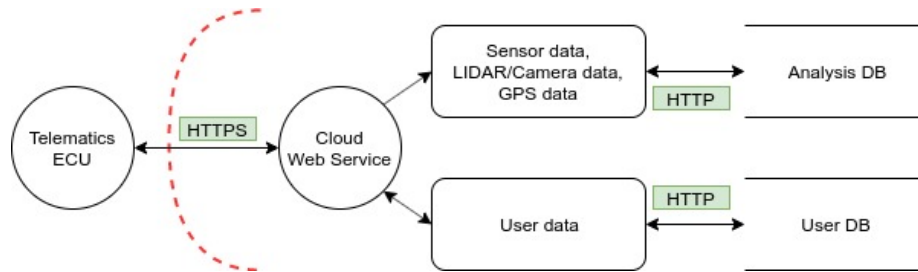 Telematics
ECU
HTTPS
Cloud
Web Service
Sensor data,
LIDAR/Camera data,
GPS data
HTTP
Analysis DB
User data
HTTP
User DB